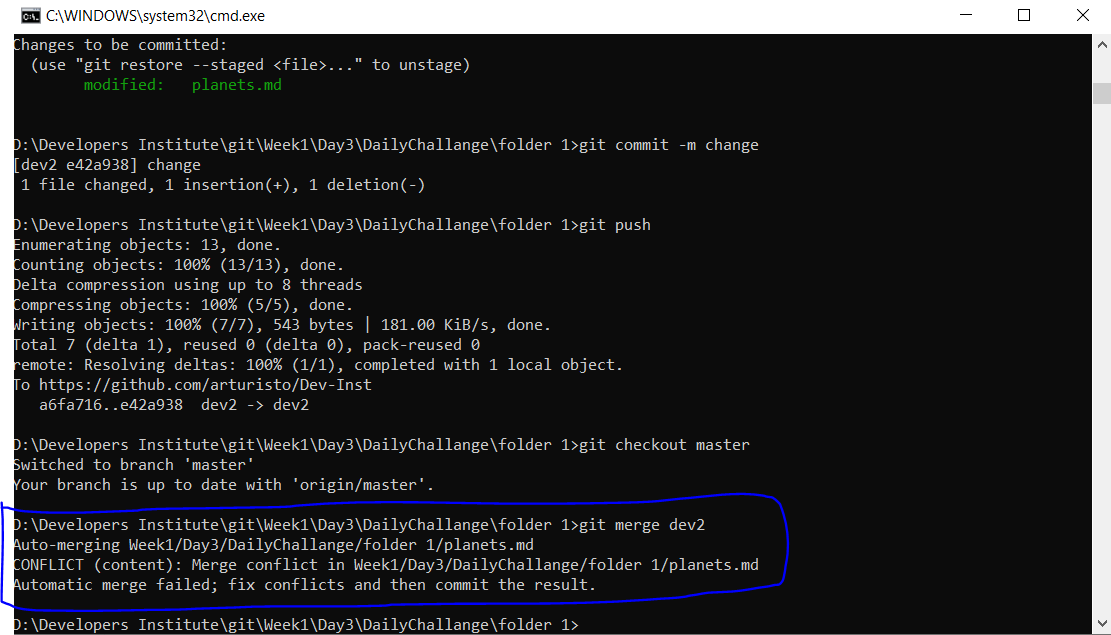 C:\WINDOWS\system32\cmd.exe
Changes to be committed:
  (use "git restore --staged <file>..." to unstage)
        modified:   planets.md
D:\Developers Institute\git\Week1\Day3\DailyChallange\folder 1>git commit -m change
[dev2 e42a938] change
 1 file changed, 1 insertion(+), 1 deletion(-)
D:\Developers Institute\git\Week1\Day3\DailyChallange\folder 1>git push
Enumerating objects: 13, done.
Counting objects: 100% (13/13), done.
Delta compression using up to 8 threads
Compressing objects: 100% (5/5), done.
Writing objects: 100% (7/7), 543 bytes | 181.00 KiB/s, done.
Total 7 (delta 1), reused 0 (delta 0), pack-reused 0
remote: Resolving deltas: 100% (1/1), completed with 1 local object.
To https://github.com/arturisto/Dev-Inst
   a6fa716..e42a938  dev2 -> dev2
D:\Developers Institute\git\Week1\Day3\DailyChallange\folder 1>git checkout master
Switched to branch 'master'
Your branch is up to date with 'origin/master'.
D:\Developers Institute\git\Week1\Day3\DailyChallange\folder 1>git merge dev2
Auto-merging Week1/Day3/DailyChallange/folder 1/planets.md
CONFLICT (content): Merge conflict in Week1/Day3/DailyChallange/folder 1/planets.md
Automatic merge failed; fix conflicts and then commit the result.
D:\Developers Institute\git\Week1\Day3\DailyChallange\folder 1>